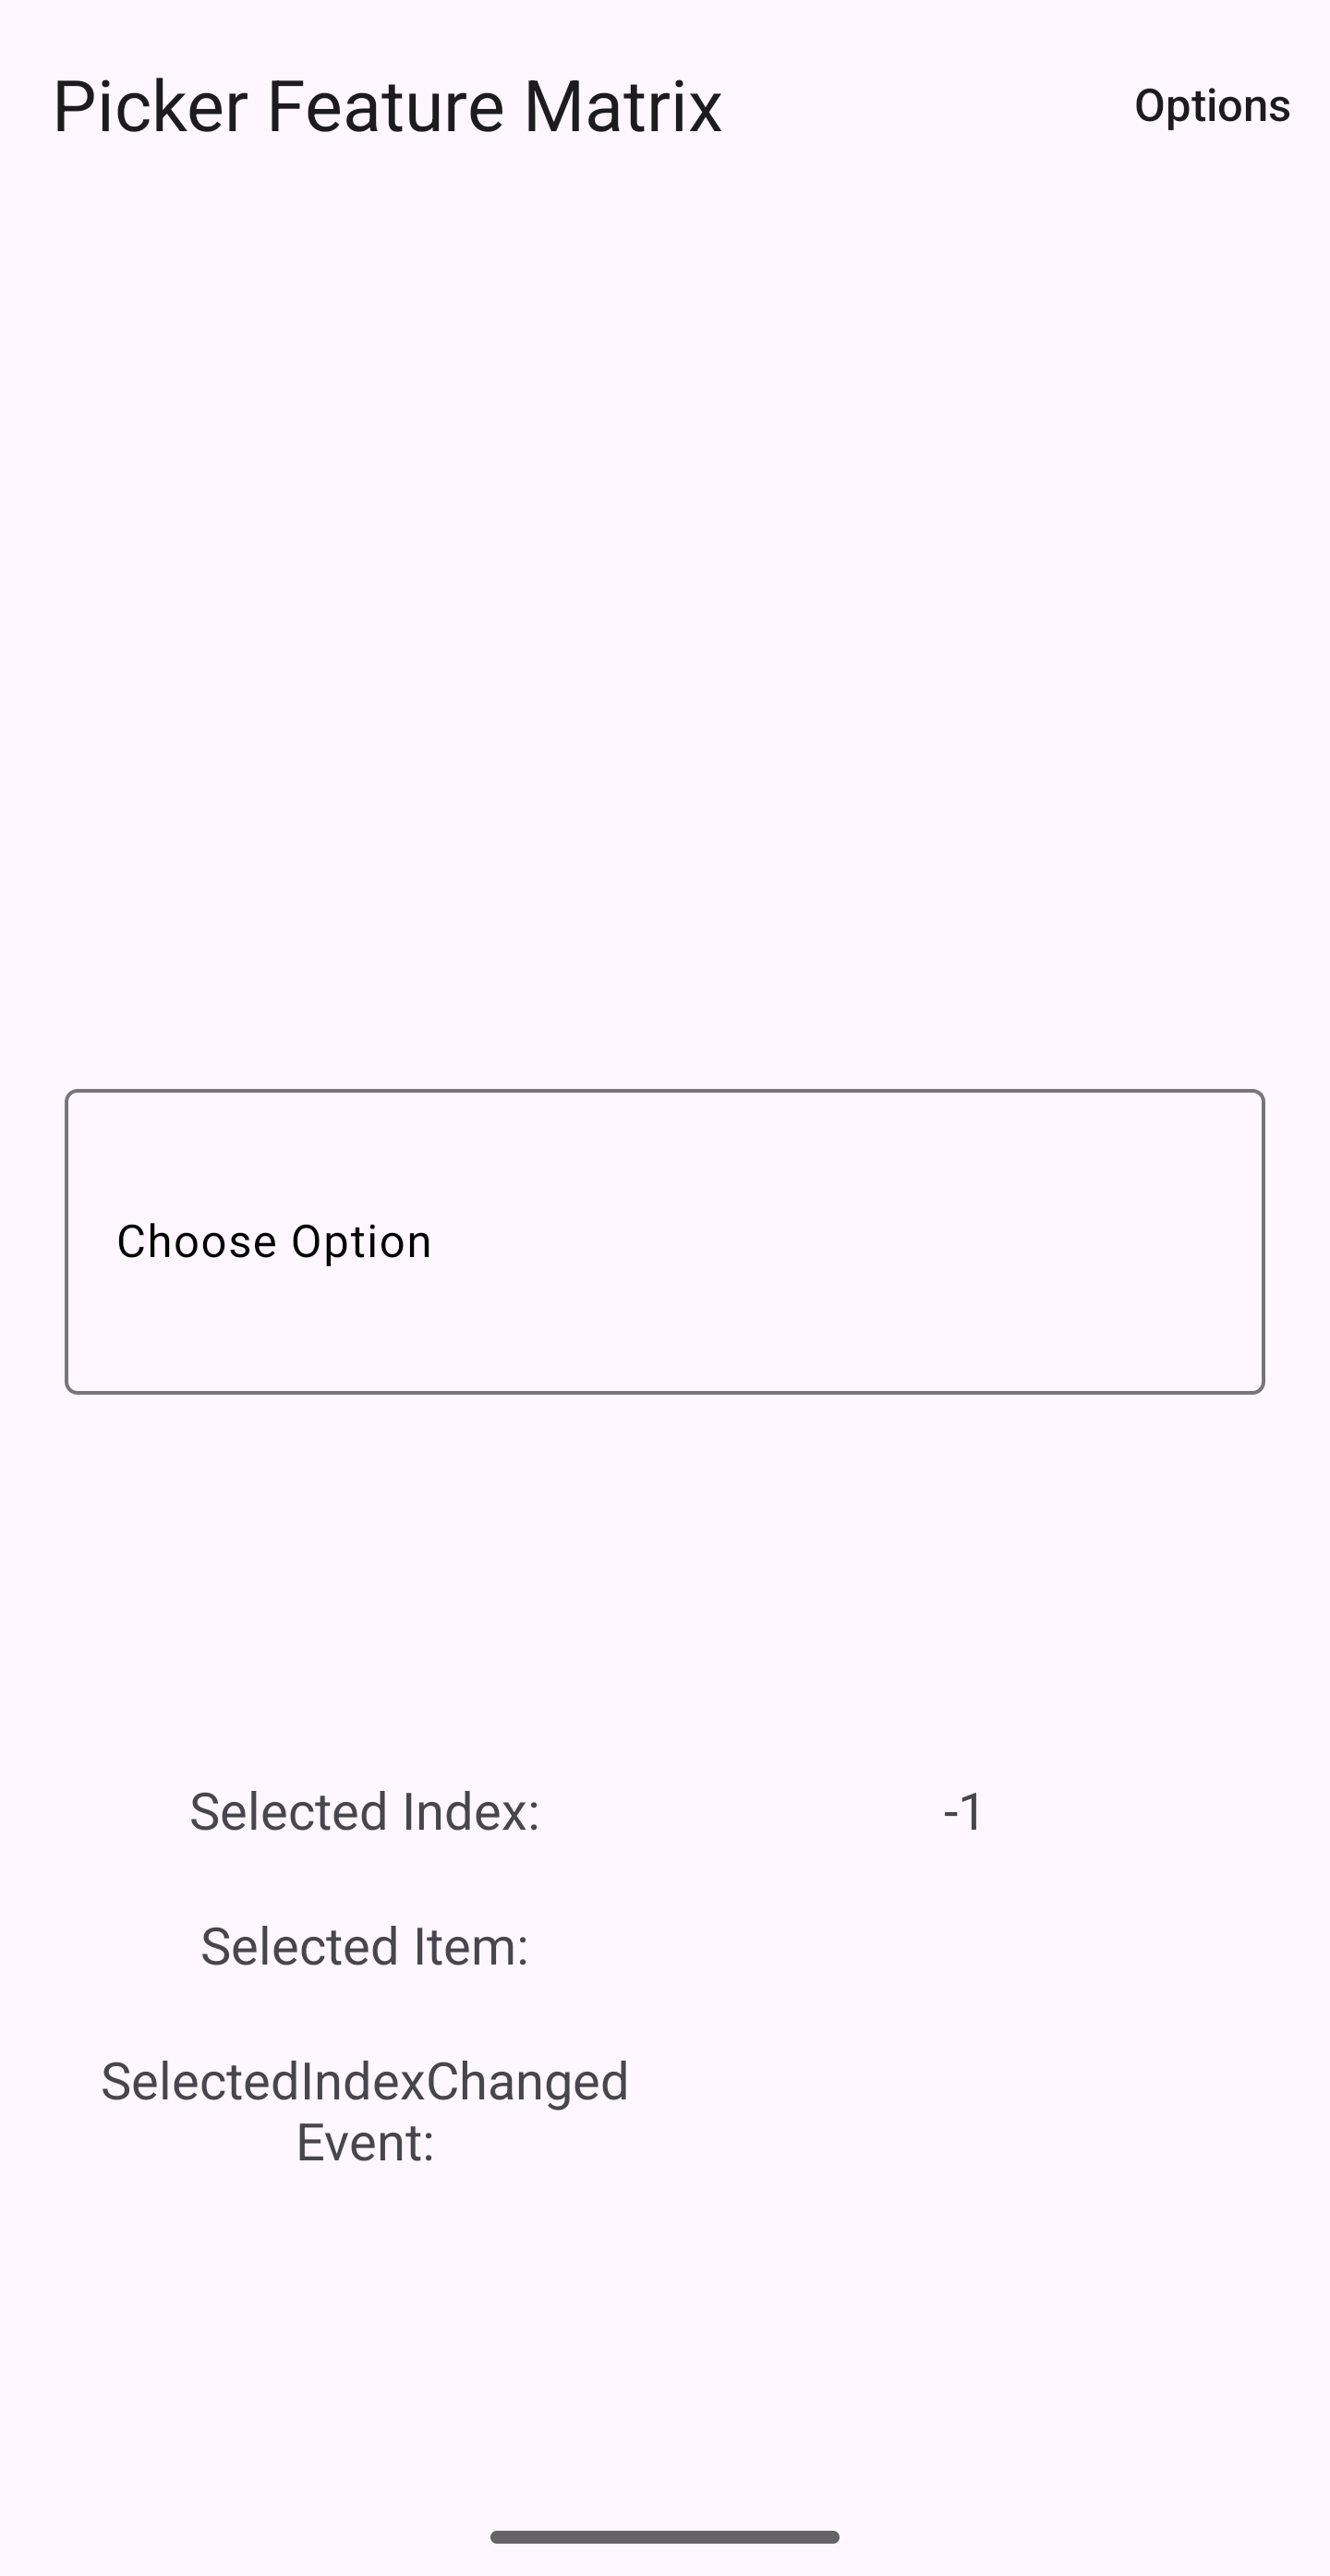 Picker Feature Matrix
Options
Choose Option
Selected Index:
-1
Selected Item:
SelectedIndexChanged
Event: